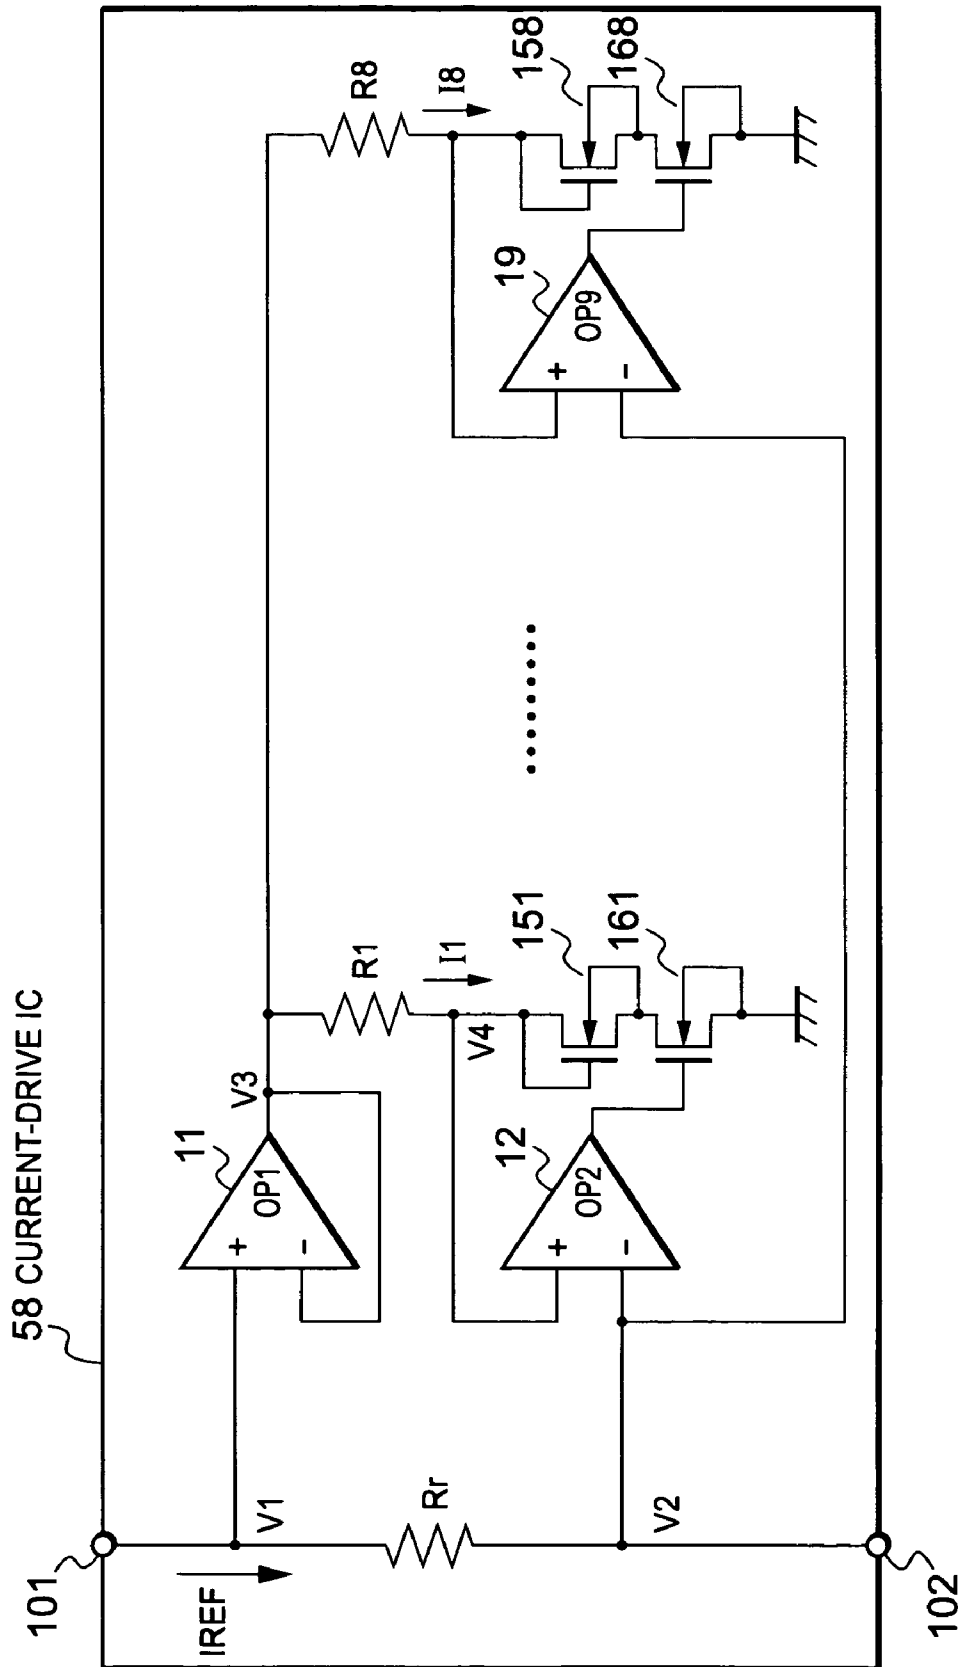 58 CURRENT-DRIVE IC
101
IREF
V1
Rr
V2
102
11
OP1
+
-
V3
R1
I1
V4
12
OP2
+
-
151
161
........
R8
I8
19
OP9
+
-
158
168